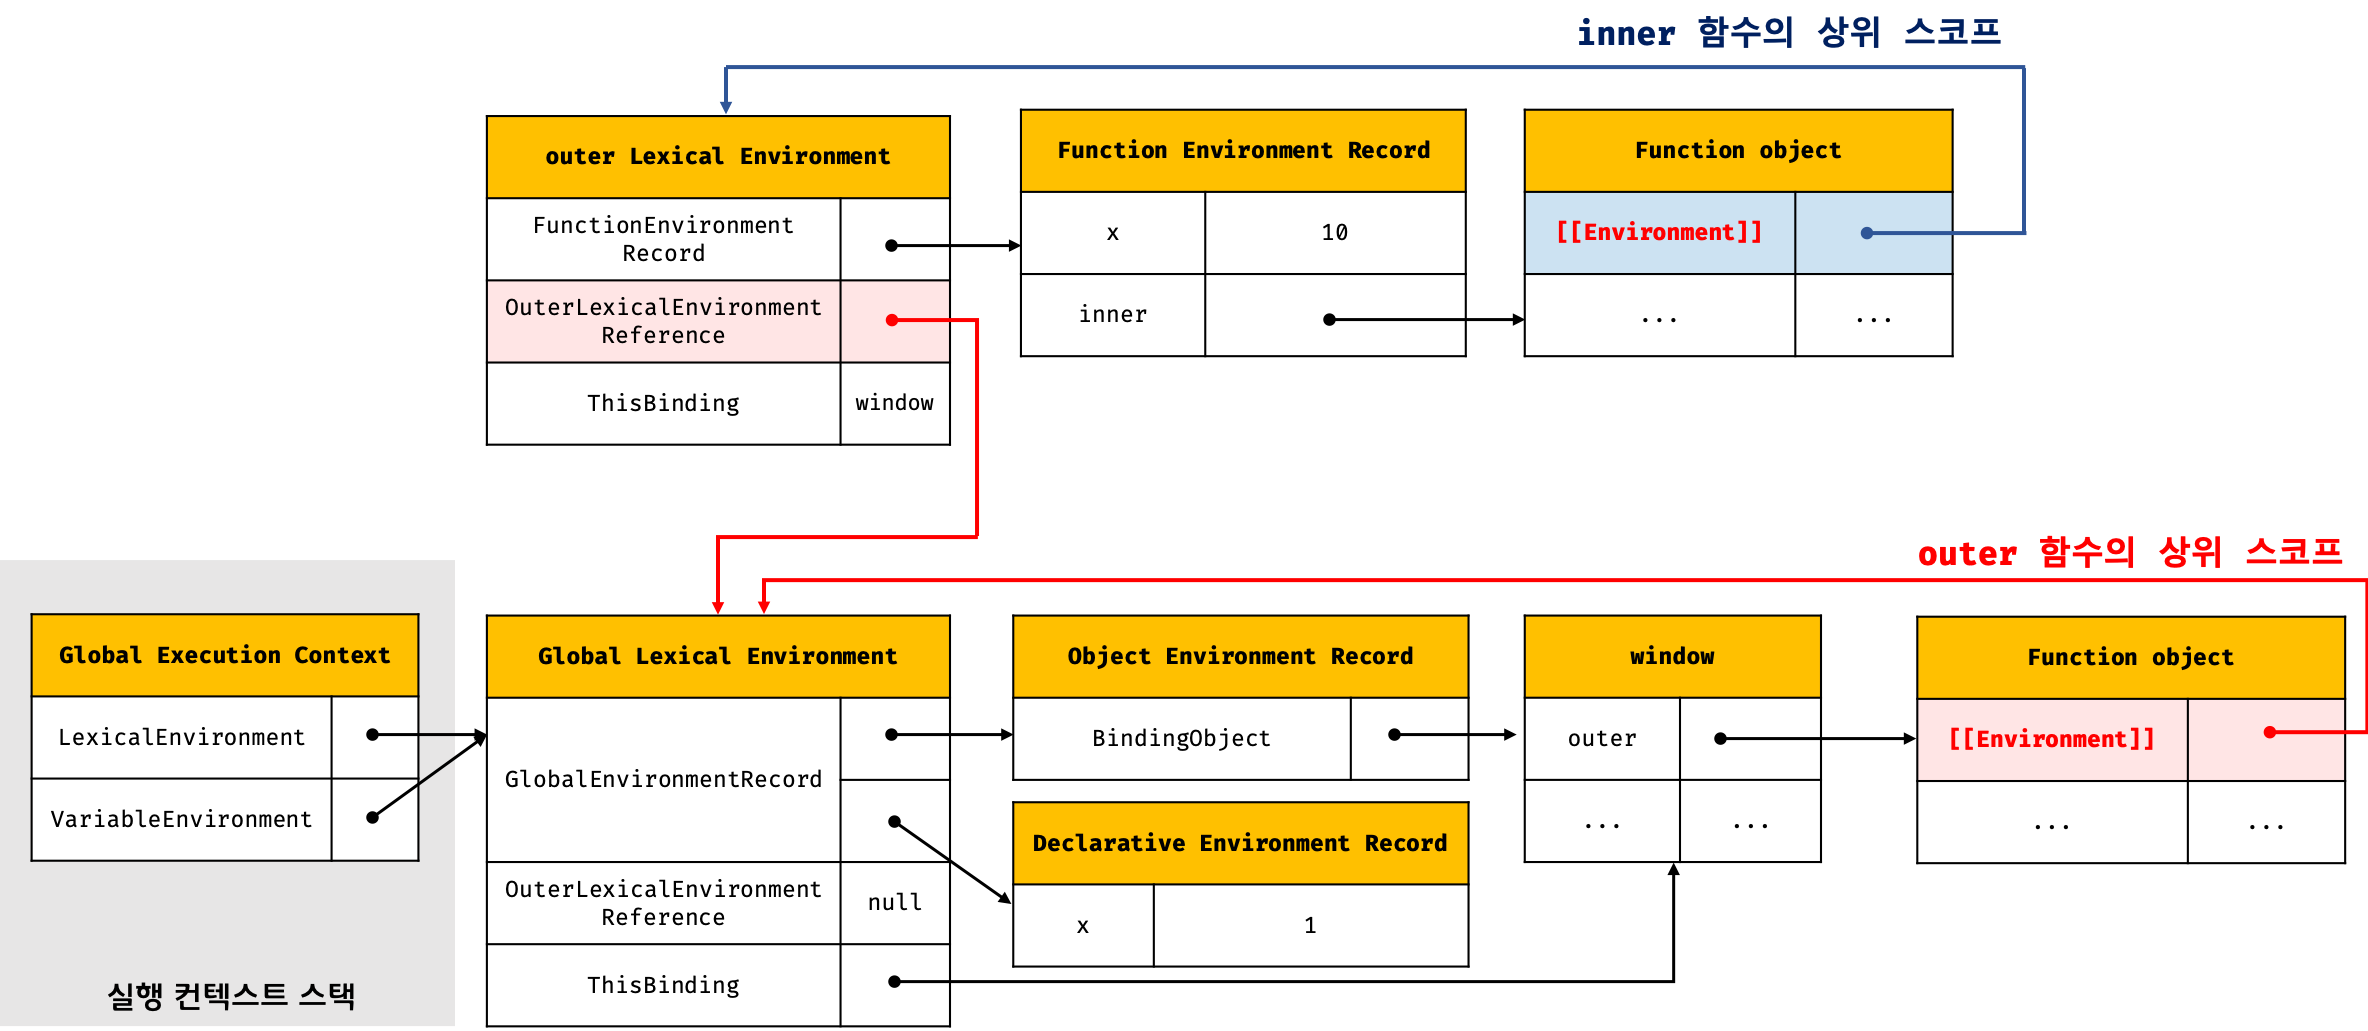 inner 함수의 상위 스코프
outer Lexical Environment
FunctionEnvironment
Record
OuterLexicalEnvironment
Reference
ThisBinding
window
Function Environment Record
x
10
inner
Function object
[[Environment]]
...
...
outer 함수의 상위 스코프
Global Execution Context
LexicalEnvironment
VariableEnvironment
실행 컨텍스트 스택
Global Lexical Environment
GlobalEnvironmentRecord
OuterLexicalEnvironment
Reference
null
ThisBinding
Object Environment Record
BindingObject
Declarative Environment Record
x
1
window
outer
...
...
Function object
[[Environment]]
...
...